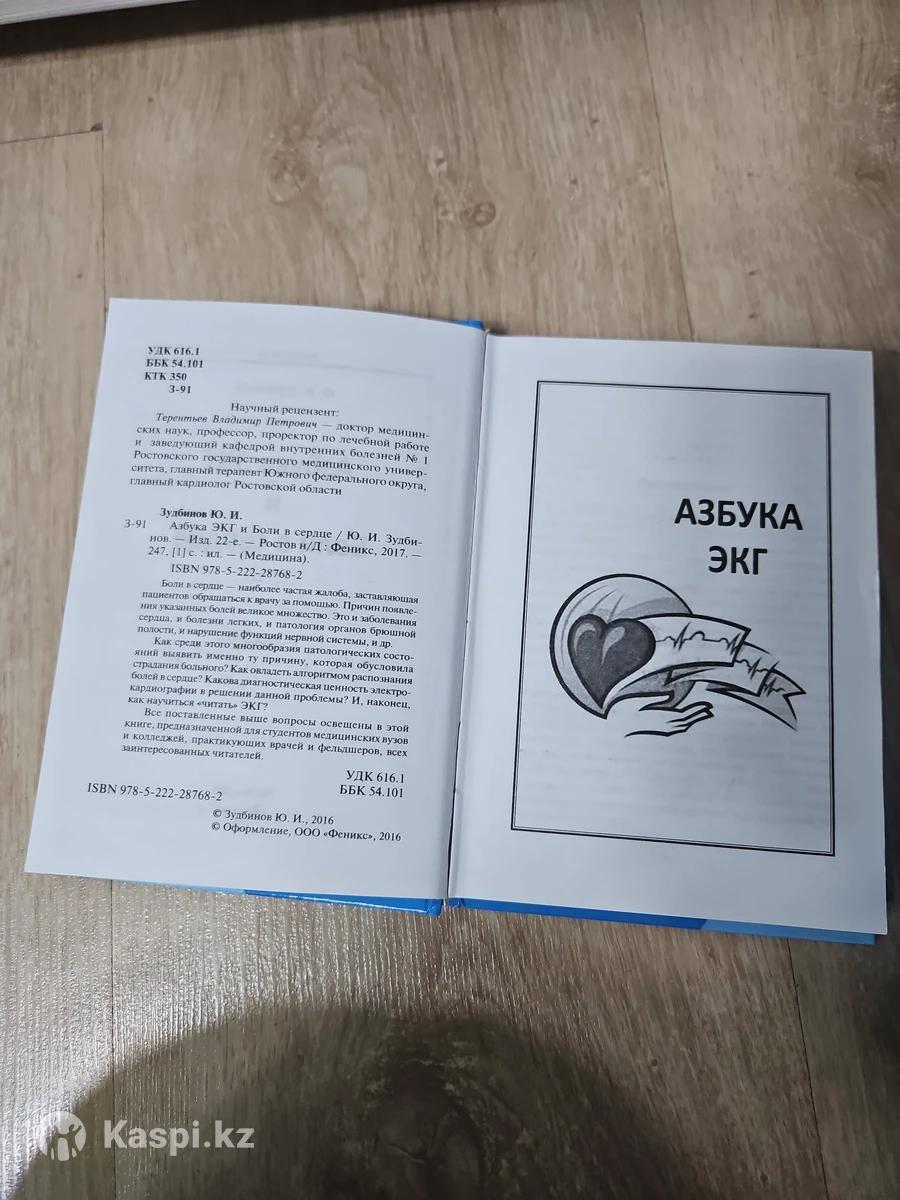 УДК 616.1
ББК 54.101
КТК 350
З-91
Научный рецензент:
Терентьев Владимир Петрович — доктор медицин-
ских наук, профессор, проректор по лечебной работе
и заведующий кафедрой внутренних болезней № 1
Ростовского государственного медицинского универ-
ситета, главный терапевт Южного федерального округа,
главный кардиолог Ростовской области
Зудбинов Ю. И.
З-91 Азбука ЭКГ и Боли в сердце / Ю. И. Зудби-
нов. — Изд. 22-е. — Ростов н/Д : Феникс, 2017. —
247, [1] с. : ил. — (Медицина).
ISBN 978-5-222-28768-2
Боли в сердце — наиболее частая жалоба, заставляющая
пациентов обращаться к врачу за помощью. Причин появле-
ния указанных болей великое множество. Это и заболевания
сердца, и болезни легких, и патология органов брюшной
полости, и нарушение функций нервной системы, и др.
Как среди этого многообразия патологических состо-
яний выявить именно ту причину, которая обусловила
страдания больного? Как овладеть алгоритмом распознания
болей в сердце? Какова диагностическая ценность электро-
кардиографии в решении данной проблемы? И, наконец,
как научиться «читать» ЭКГ?
Все поставленные выше вопросы освещены в этой
книге, предназначенной для студентов медицинских вузов
и колледжей, практикующих врачей и фельдшеров, всех
заинтересованных читателей.
УДК 616.1
ББК 54.101
ISBN 978-5-222-28768-2
© Зудбинов Ю. И., 2016
© Оформление, ООО «Феникс», 2016
АЗБУКА
ЭКГ
Kaspi.kz